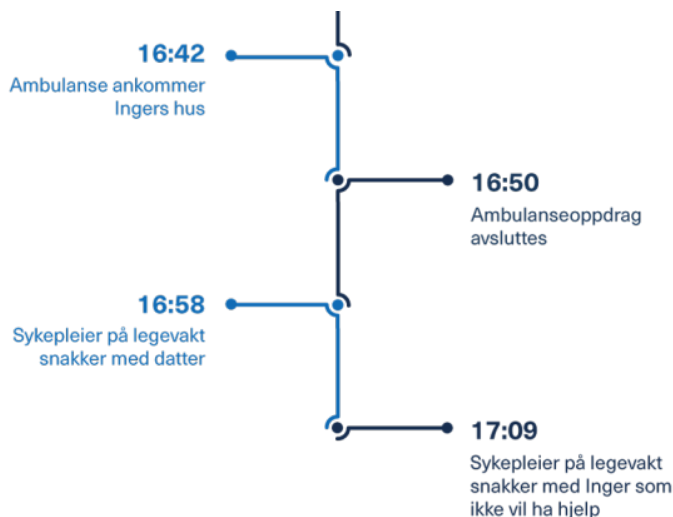 16:42
Ambulanse ankommer
Ingers hus
16:50
Ambulanseoppdrag
avsluttes
16:58
Sykepleier på legevakt
snakker med datter
17:09
Sykepleier på legevakt
snakker med Inger som
ikke vil ha hjelp